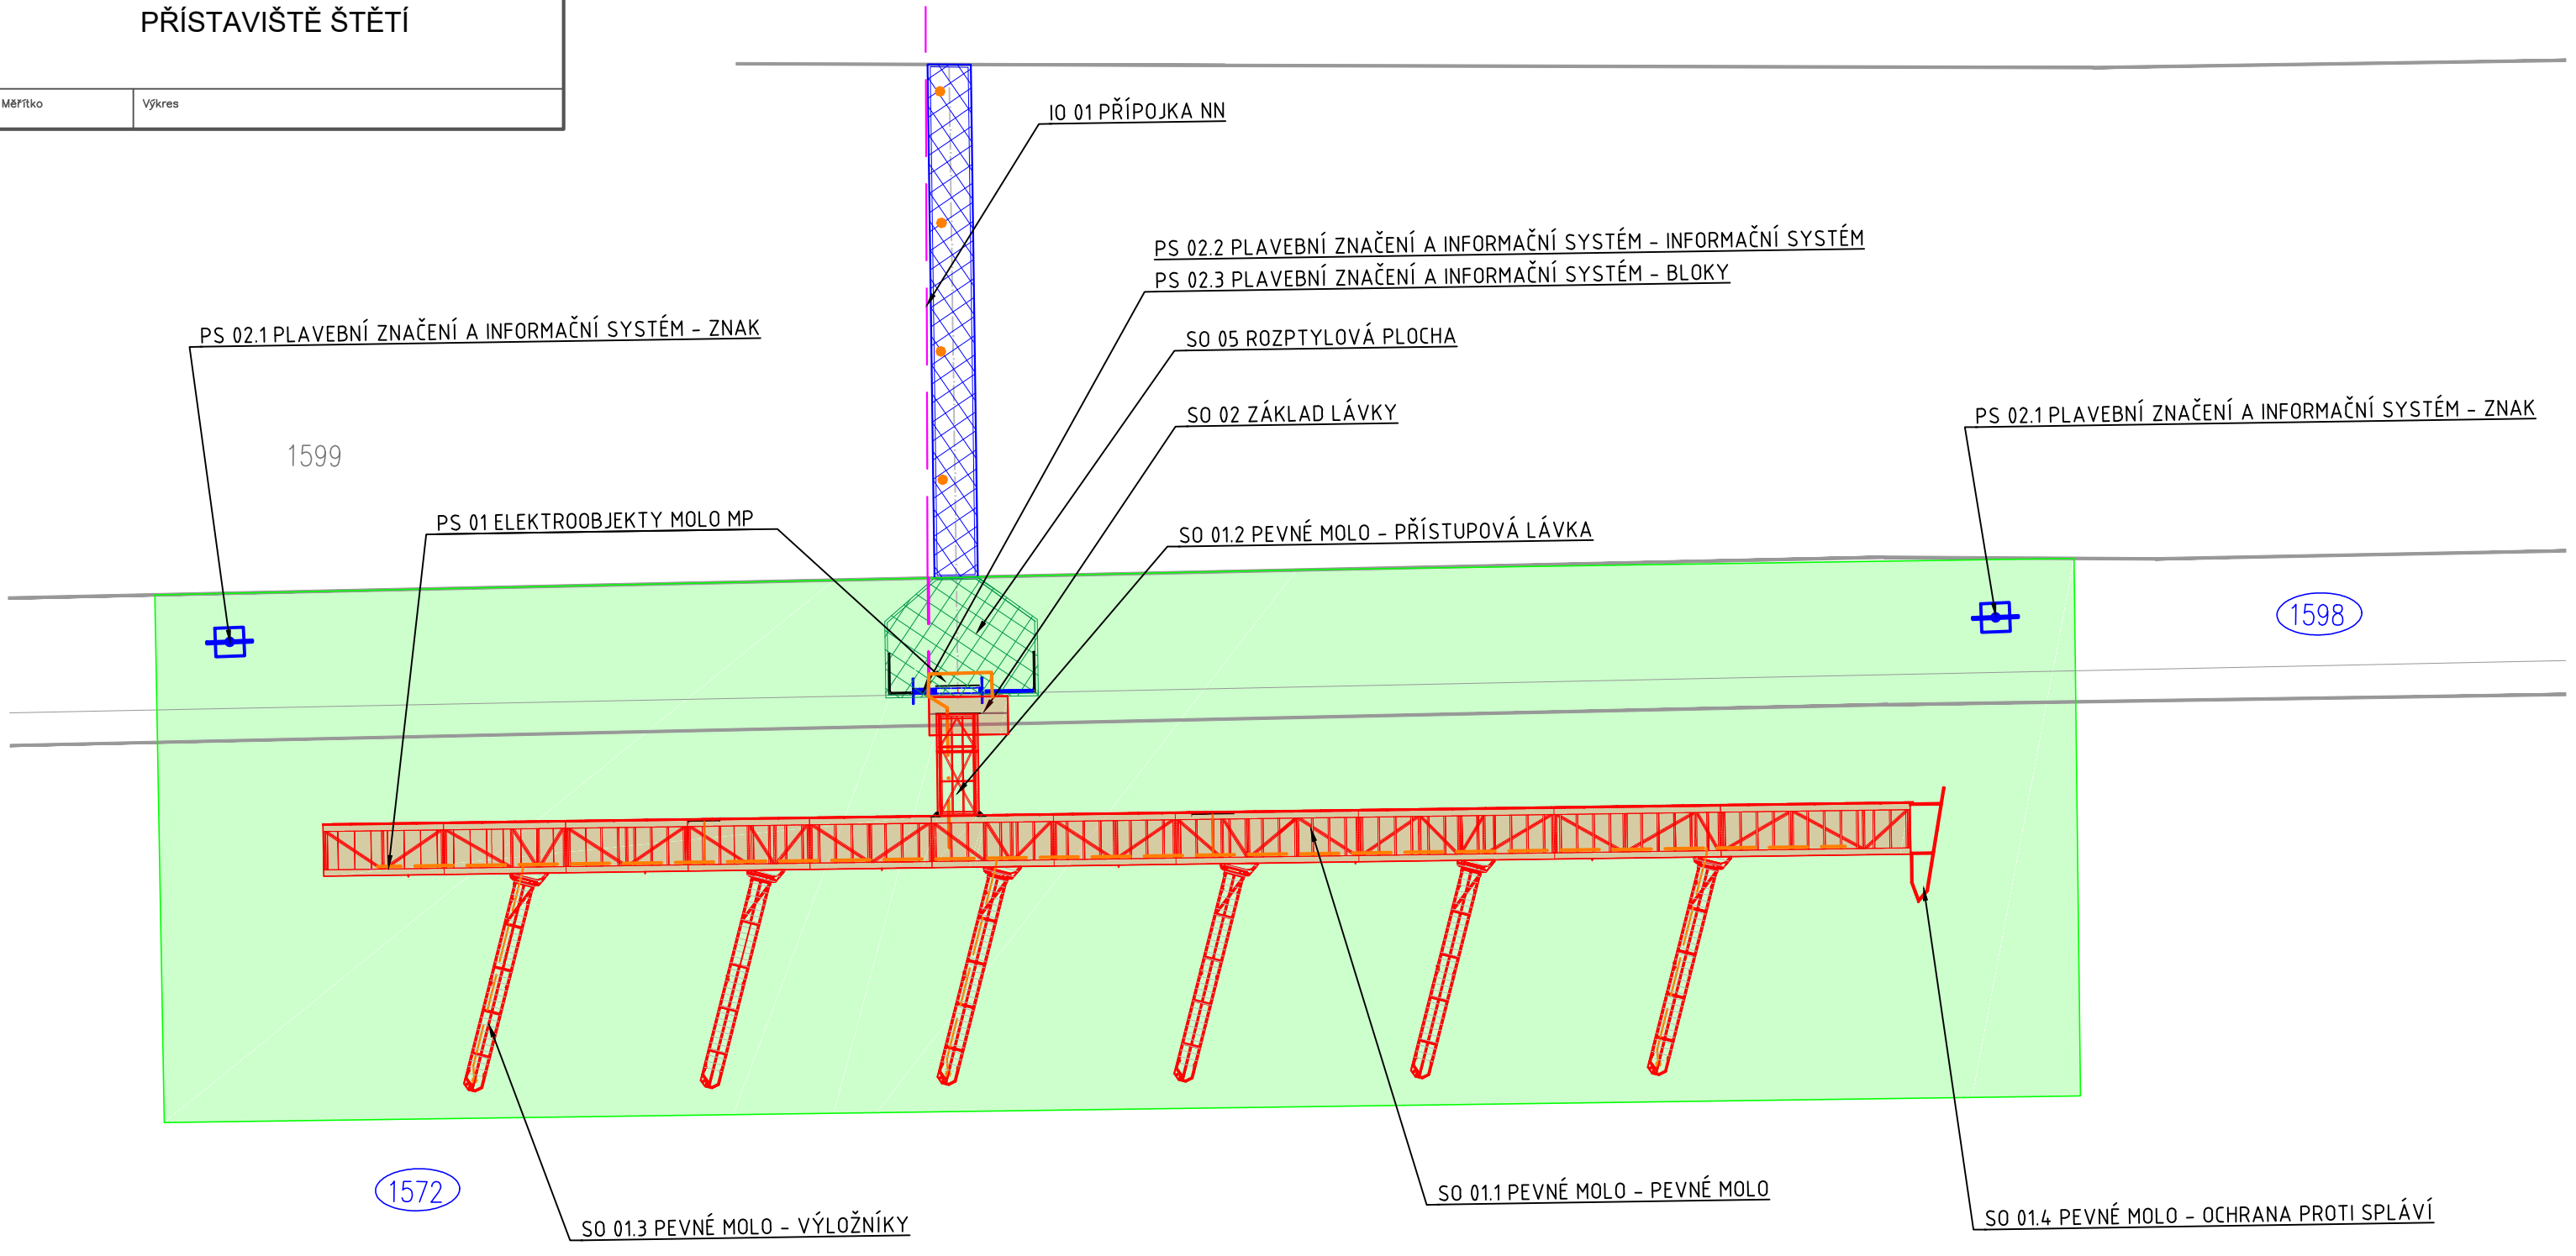 PŘÍSTAVIŠTĚ ŠTĚTÍ
Měřítko
Výkres
IO 01 PŘÍPOJKA NN
PS 02.2 PLAVEBNÍ ZNAČENÍ A INFORMAČNÍ SYSTÉM - INFORMAČNÍ SYSTÉM
PS 02.3 PLAVEBNÍ ZNAČENÍ A INFORMAČNÍ SYSTÉM - BLOKY
PS 02.1 PLAVEBNÍ ZNAČENÍ A INFORMAČNÍ SYSTÉM - ZNAK
SO 05 ROZPTYLOVÁ PLOCHA
SO 02 ZÁKLAD LÁVKY
PS 02.1 PLAVEBNÍ ZNAČENÍ A INFORMAČNÍ SYSTÉM - ZNAK
1599
PS 01 ELEKTROOBJEKTY MOLO MP
SO 01.2 PEVNÉ MOLO - PŘÍSTUPOVÁ LÁVKA
1598
1572
SO 01.1 PEVNÉ MOLO - PEVNÉ MOLO
SO 01.3 PEVNÉ MOLO - VÝLOŽNÍKY
SO 01.4 PEVNÉ MOLO - OCHRANA PROTI SPLÁVÍ